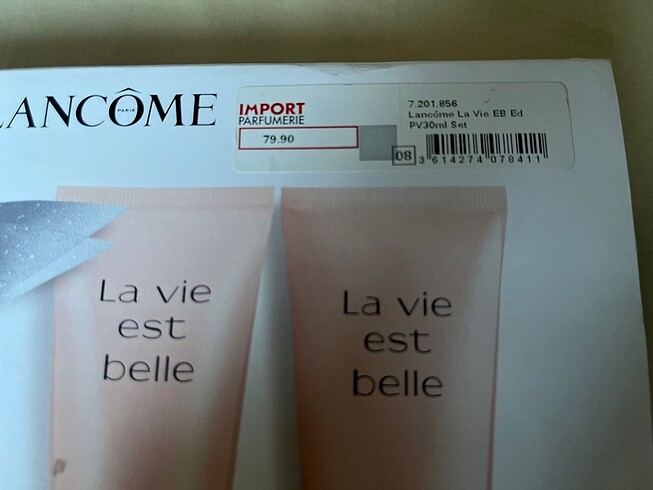 LANCÔME
PARIS
IMPORT
PARFUMERIE
79.90
7.201.856
Lancôme La Vie EB Ed
PV30ml Set
08
3 614274 078411
La vie
est
belle
La vie
est
belle